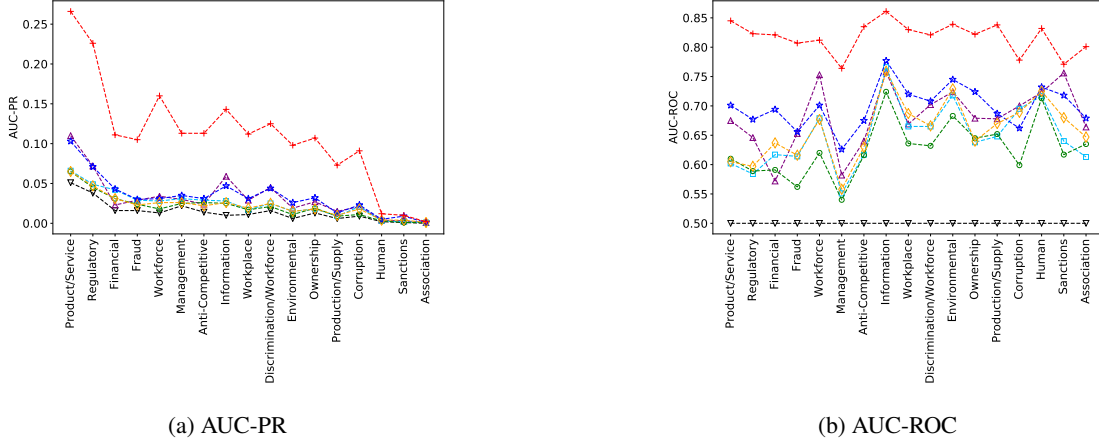 AUC-PR
0.25
0.20
0.15
0.10
0.05
0.00
Product/Service
Regulatory
Financial
Fraud
Workforce
Management
Anti-Competitive
Information
Workplace
Discrimination/Workforce
Environmental
Ownership
Production/Supply
Corruption
Human
Sanctions
Association
(a) AUC-PR
AUC-ROC
0.85
0.80
0.75
0.70
0.65
0.60
0.55
0.50
Product/Service
Regulatory
Financial
Fraud
Workforce
Management
Anti-Competitive
Information
Workplace
Discrimination/Workforce
Environmental
Ownership
Production/Supply
Corruption
Human
Sanctions
Association
(b) AUC-ROC